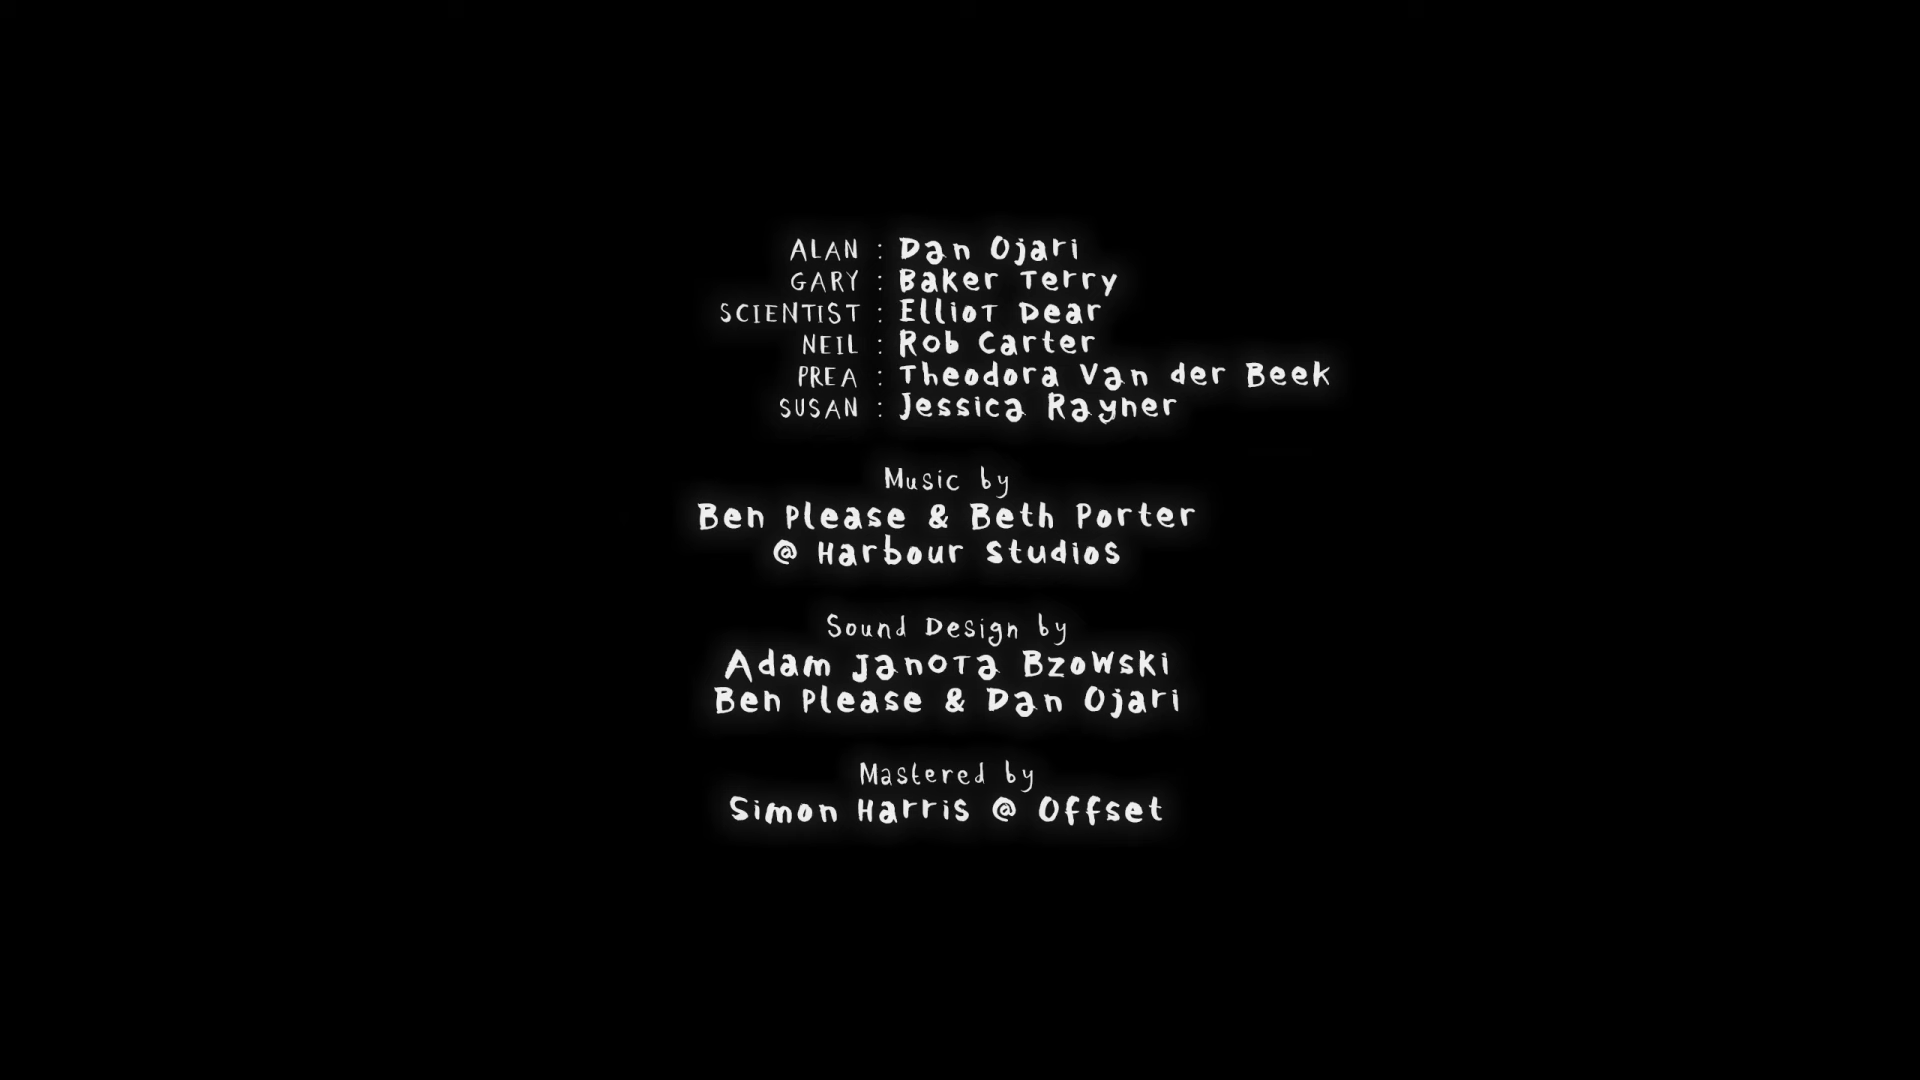 ALAN : Dan Ojari
GARY : Baker Terry
SCIENTIST : Elliot Dear
NEIL : Rob Carter
PREA : Theodora Van der Beek
SUSAN : Jessica Rayner
Music by
Ben Please & Beth Porter
@ Harbour Studios
Sound Design by
Adam Janota Bzowski
Ben Please & Dan Ojari
Mastered by
Simon Harris @ Offset